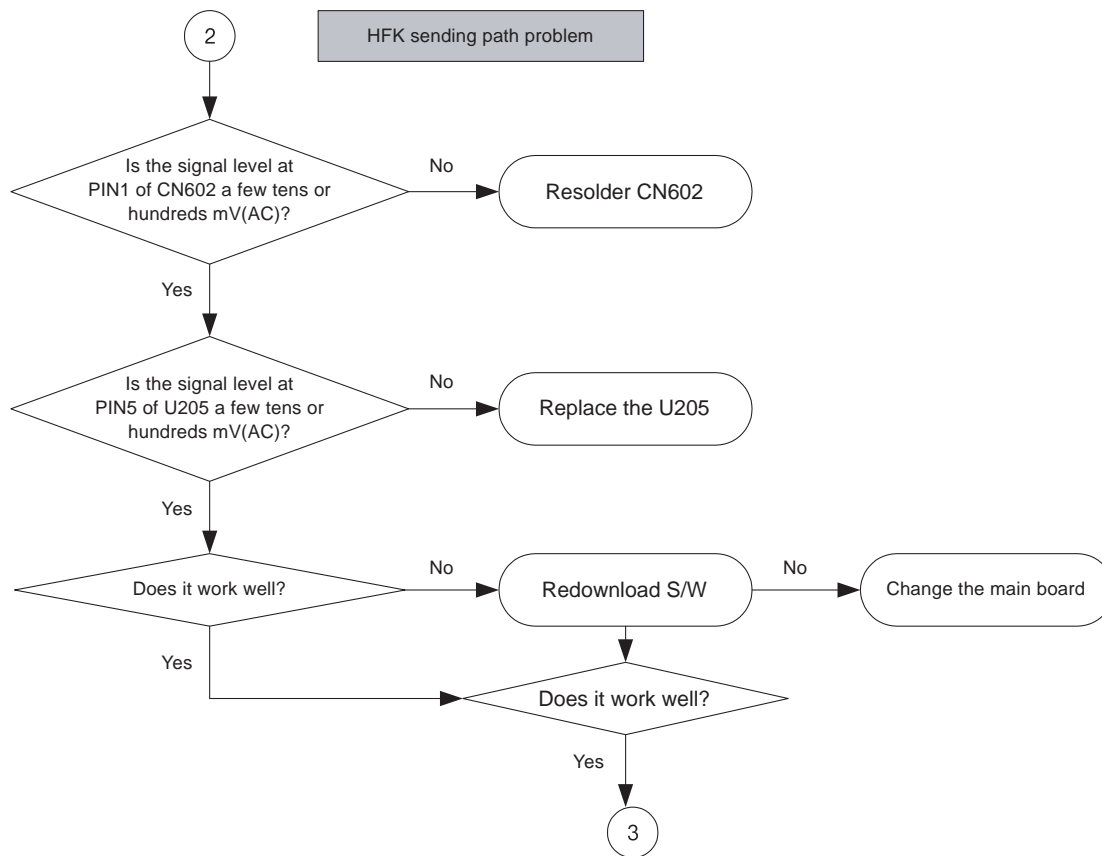 2
HFK sending path problem
Is the signal level at
PIN1 of CN602 a few tens or
hundreds mV(AC)?
No
Resolder CN602
Yes
Is the signal level at
PIN5 of U205 a few tens or
hundreds mV(AC)?
No
Replace the U205
Yes
Does it work well?
No
Redownload S/W
No
Change the main board
Yes
Does it work well?
Yes
3